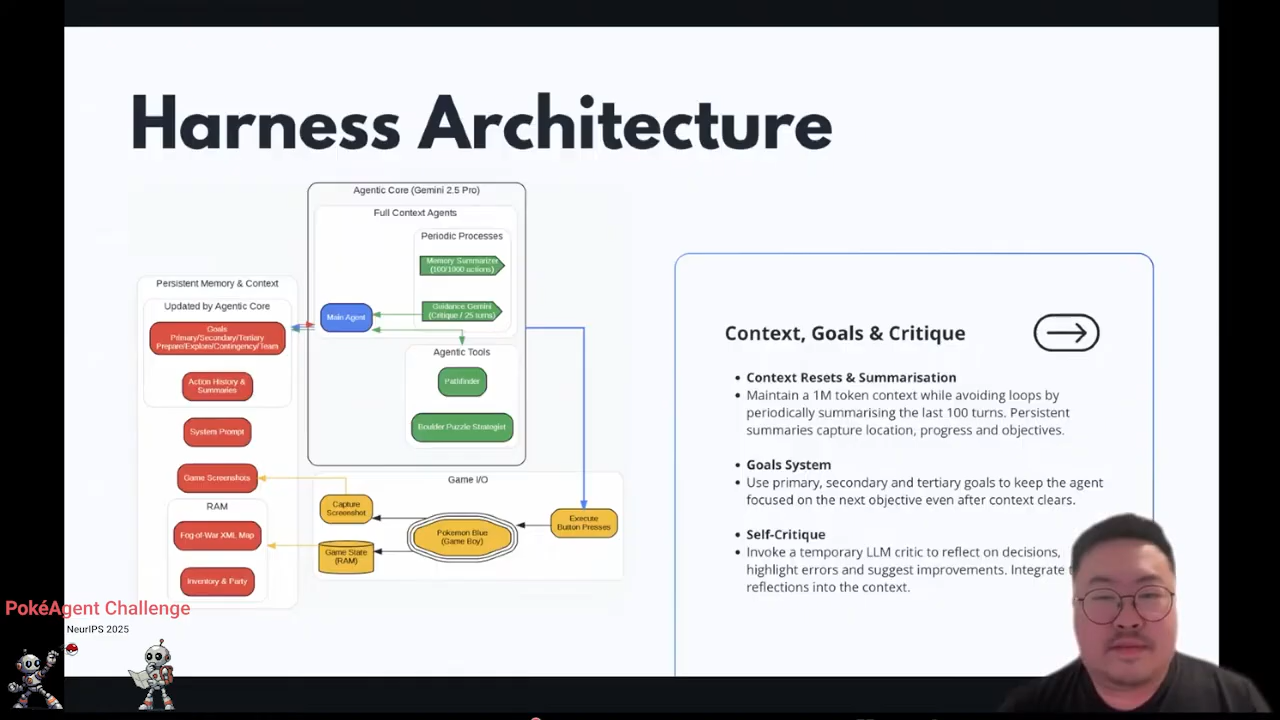 Harness Architecture
Agentic Core (Gemini 2.5 Pro)
Full Context Agents
Periodic Processes
Memory Summarizer
(100/1000 actions)
Guidance Gemini
(Critique / 25 turns)
Main Agent
Agentic Tools
Pathfinder
Boulder Puzzle Strategist
Persistent Memory & Context
Updated by Agentic Core
Goals
Primary/Secondary/Tertiary
Prepare/Explore/Contingency/Team
Action History &
Summaries
System Prompt
Game Screenshots
RAM
Fog-of-War XML Map
Inventory & Party
Game I/O
Capture
Screenshot
Game State
(RAM)
Pokemon Blue
(Game Boy)
Execute
Button Presses
Context, Goals & Critique
• Context Resets & Summarisation
• Maintain a 1M token context while avoiding loops by
periodically summarising the last 100 turns. Persistent
summaries capture location, progress and objectives.
• Goals System
• Use primary, secondary and tertiary goals to keep the agent
focused on the next objective even after context clears.
• Self-Critique
• Invoke a temporary LLM critic to reflect on decisions,
highlight errors and suggest improvements. Integrate
reflections into the context.
PokéAgent Challenge
NeurIPS 2025